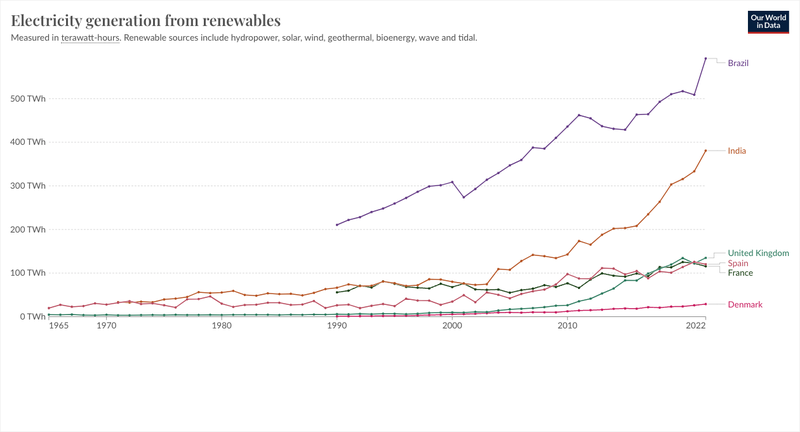 Electricity generation from renewables
Measured in terawatt-hours. Renewable sources include hydropower, solar, wind, geothermal, bioenergy, wave and tidal.
Our World
in Data
500 TWh
400 TWh
300 TWh
200 TWh
100 TWh
0 TWh
1965
1970
1980
1990
2000
2010
2022
Brazil
India
United Kingdom
Spain
France
Denmark